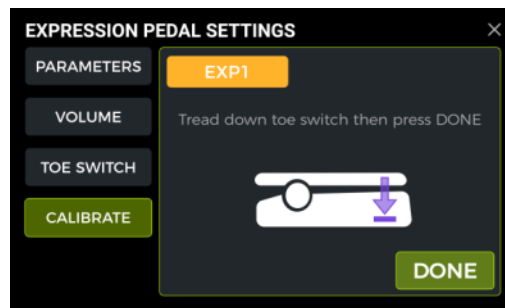 EXPRESSION PEDAL SETTINGS
PARAMETERS
VOLUME
TOE SWITCH
CALIBRATE
EXP1
Tread down toe switch then press DONE
DONE